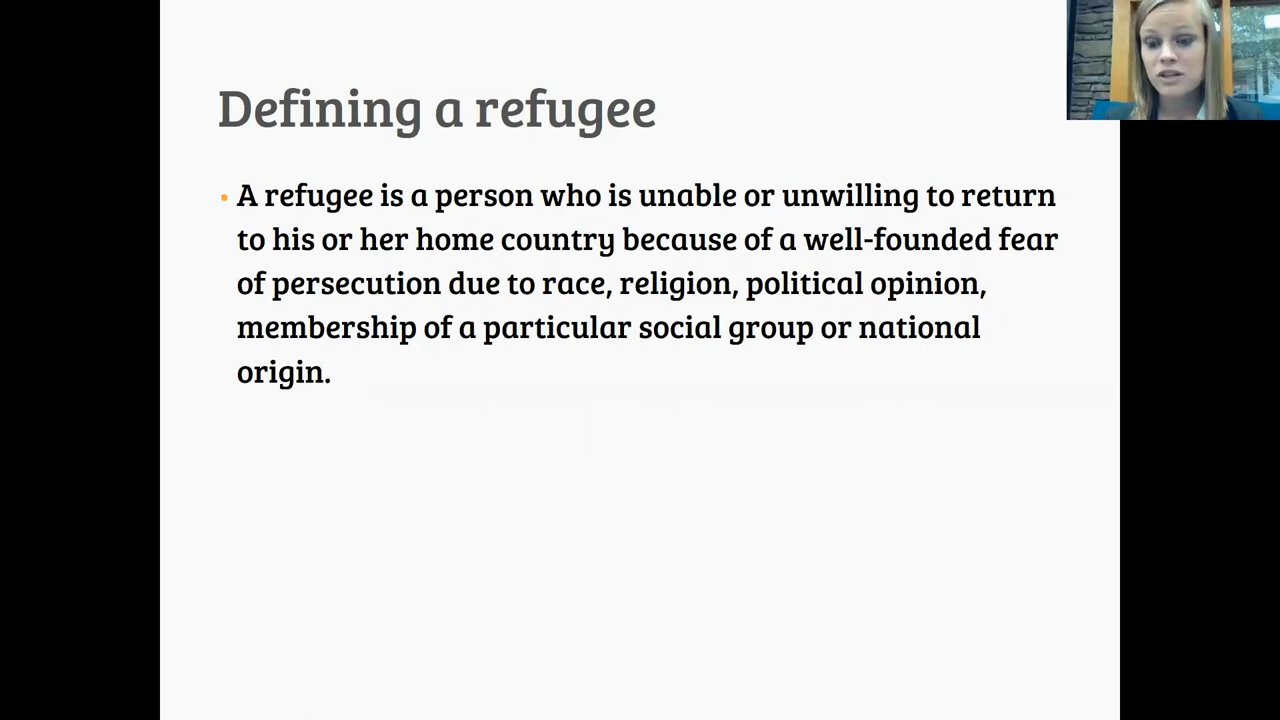 Defining a refugee
• A refugee is a person who is unable or unwilling to return
to his or her home country because of a well-founded fear
of persecution due to race, religion, political opinion,
membership of a particular social group or national
origin.